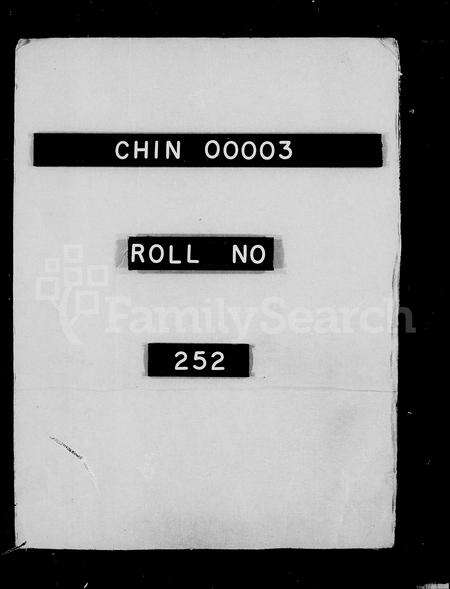 CHIN 00003
ROLL NO
FamilySearch
252